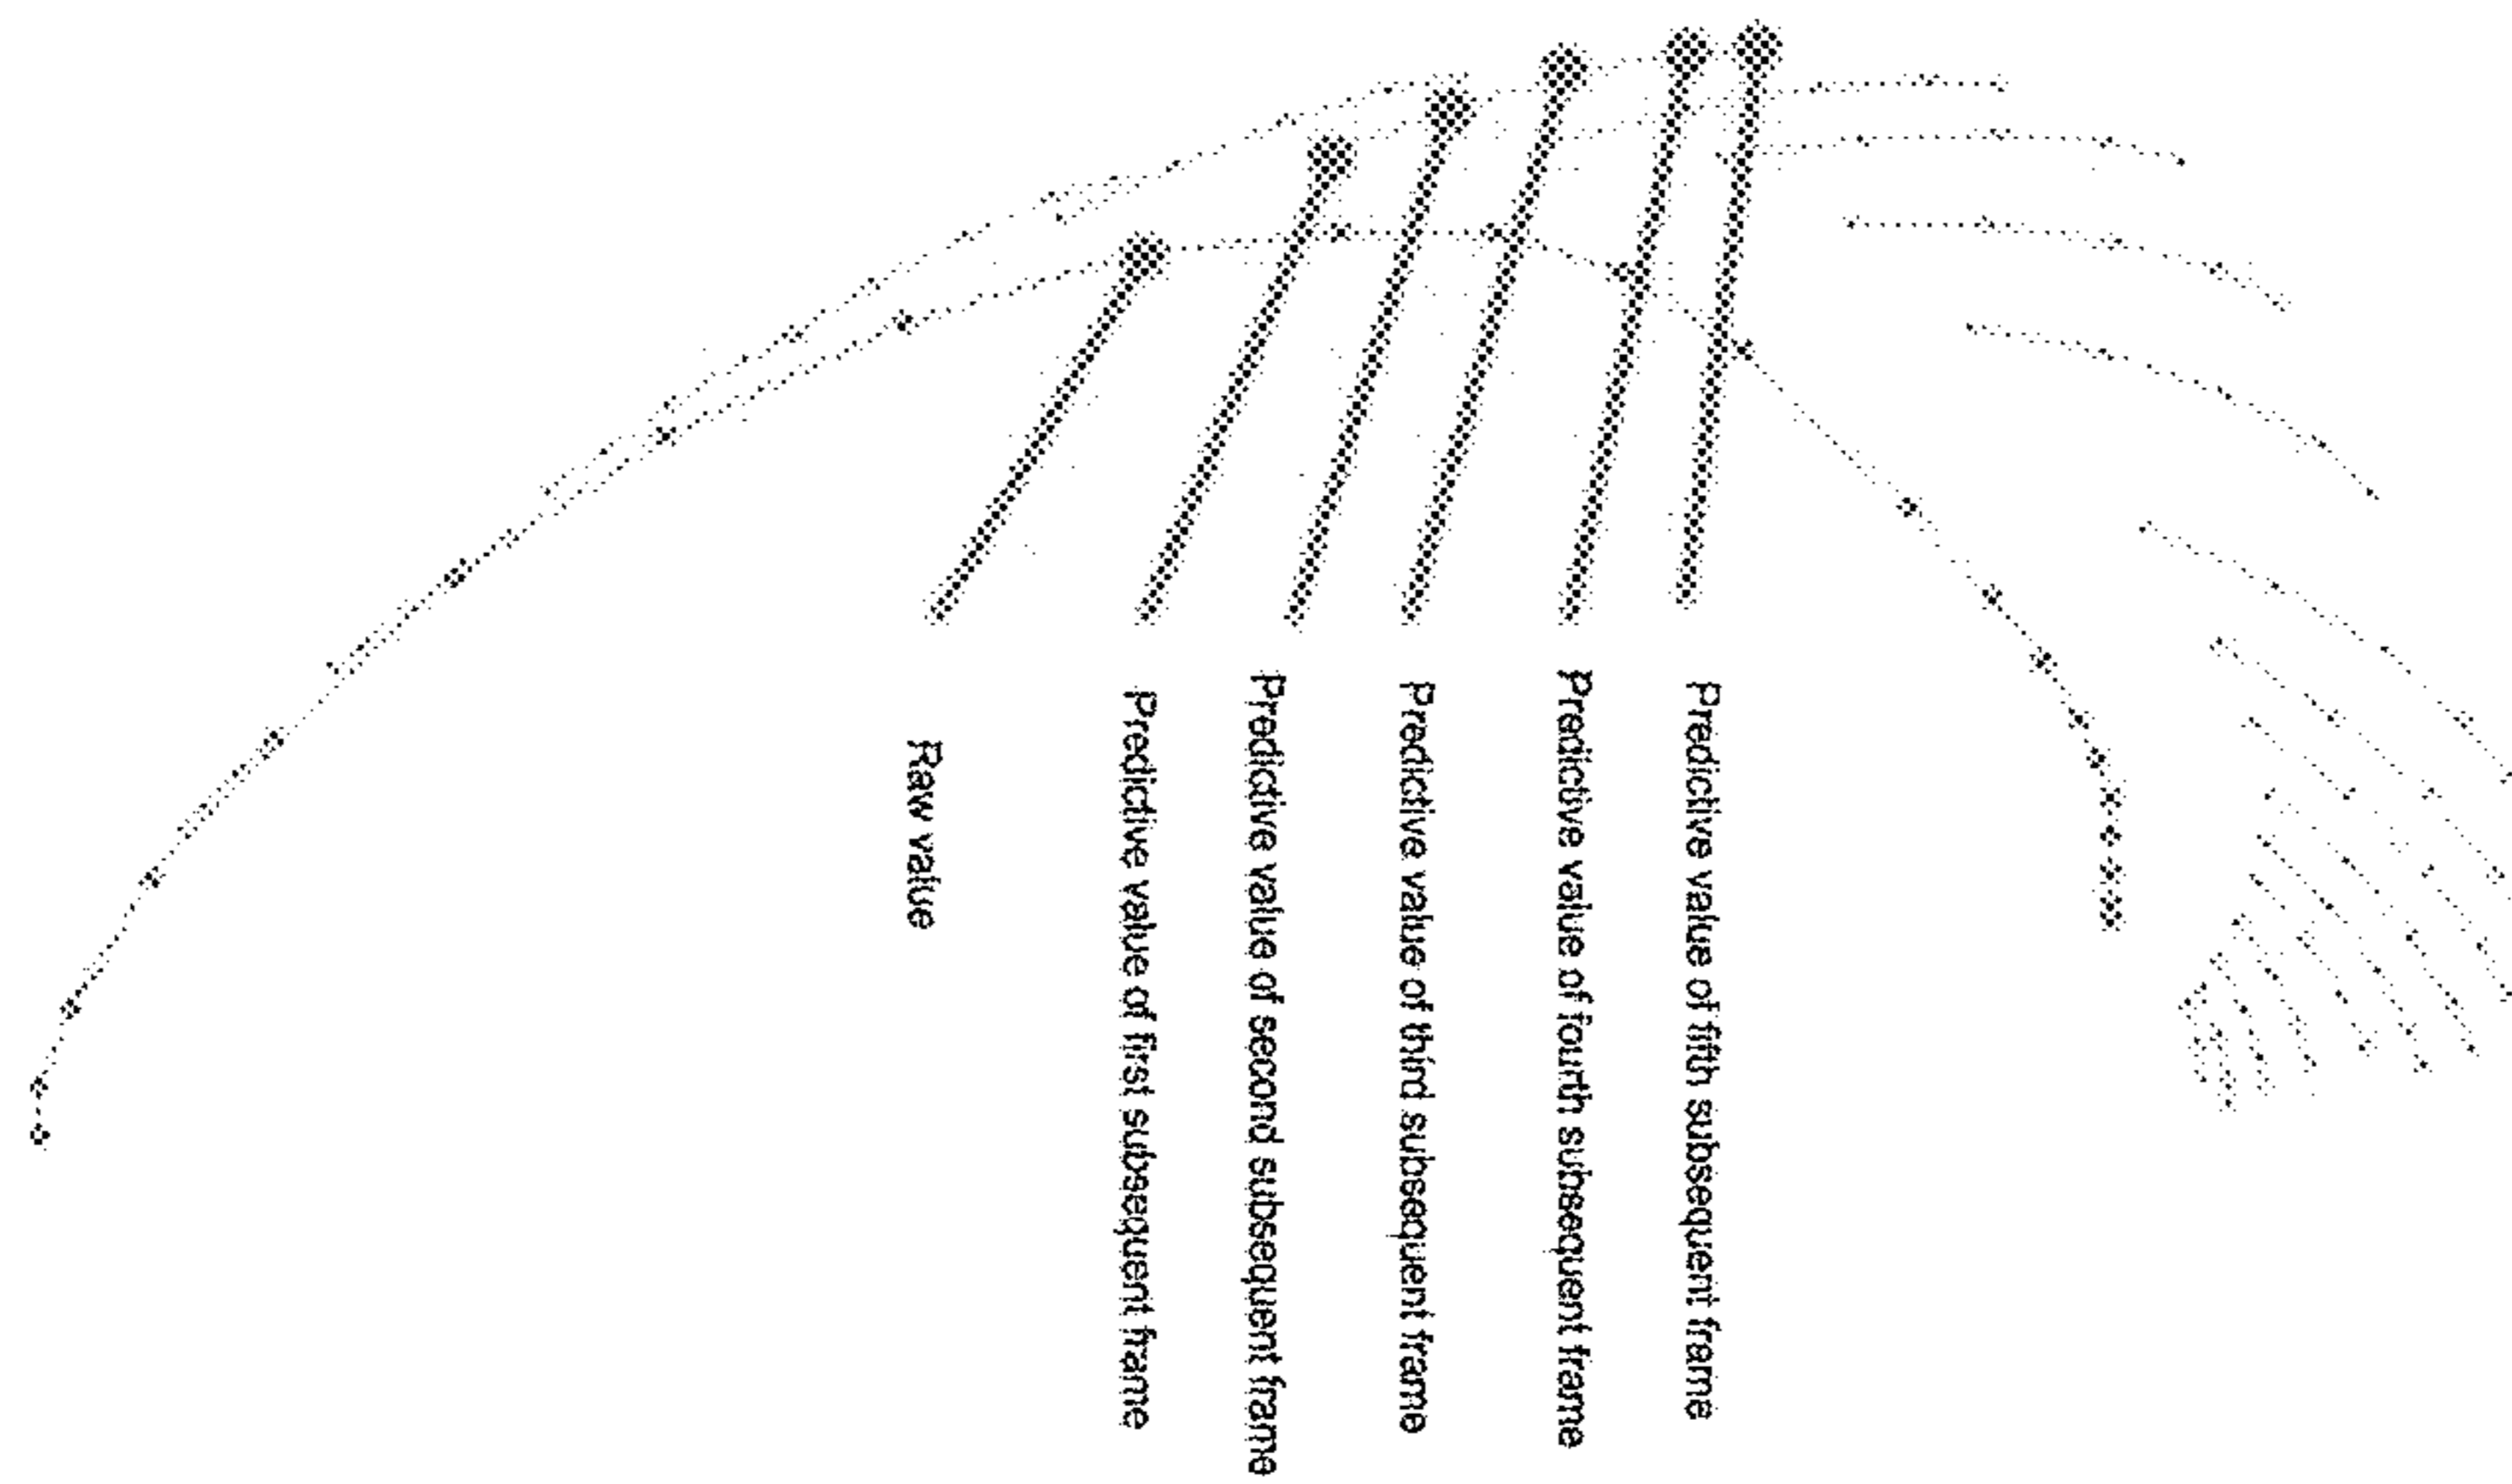 Raw value
Predictive value of first subsequent frame
Predicative value of second subsequent frame
Predictive value of third subsequent frame
Predictive value of fourth subsequent frame
Predictive value of fifth subsequent frame